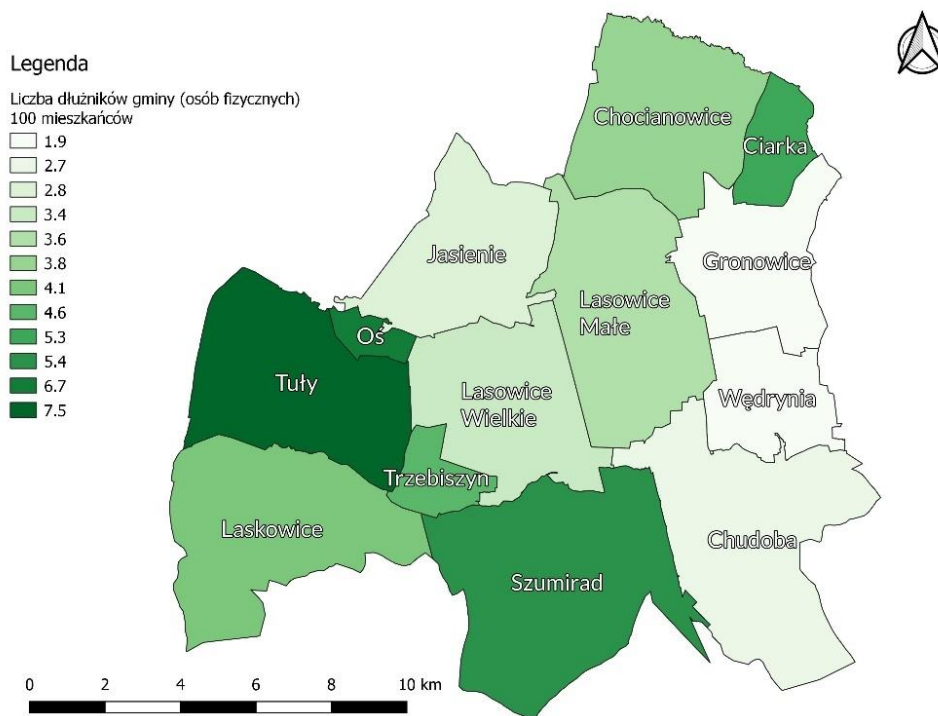 Legenda
Liczba dłużników gminy (osób fizycznych)
100 mieszkańców
1.9
2.7
2.8
3.4
3.6
3.8
4.1
4.6
5.3
5.4
6.7
7.5
Chocianowice
Ciarka
Jasienie
Gronowice
Lasowice
Małe
Oś
Tuły
Lasowice
Wielkie
Wędrynia
Trzebiszyn
Laskowice
Chudoba
Szumirad
0 2 4 6 8 10 km